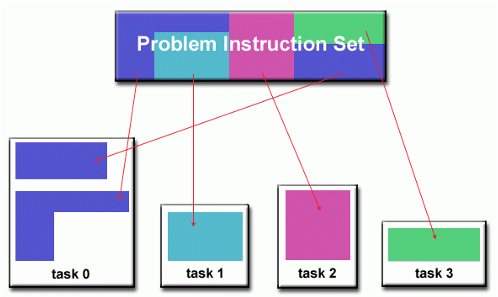 Problem Instruction Set
task 0
task 1
task 2
task 3